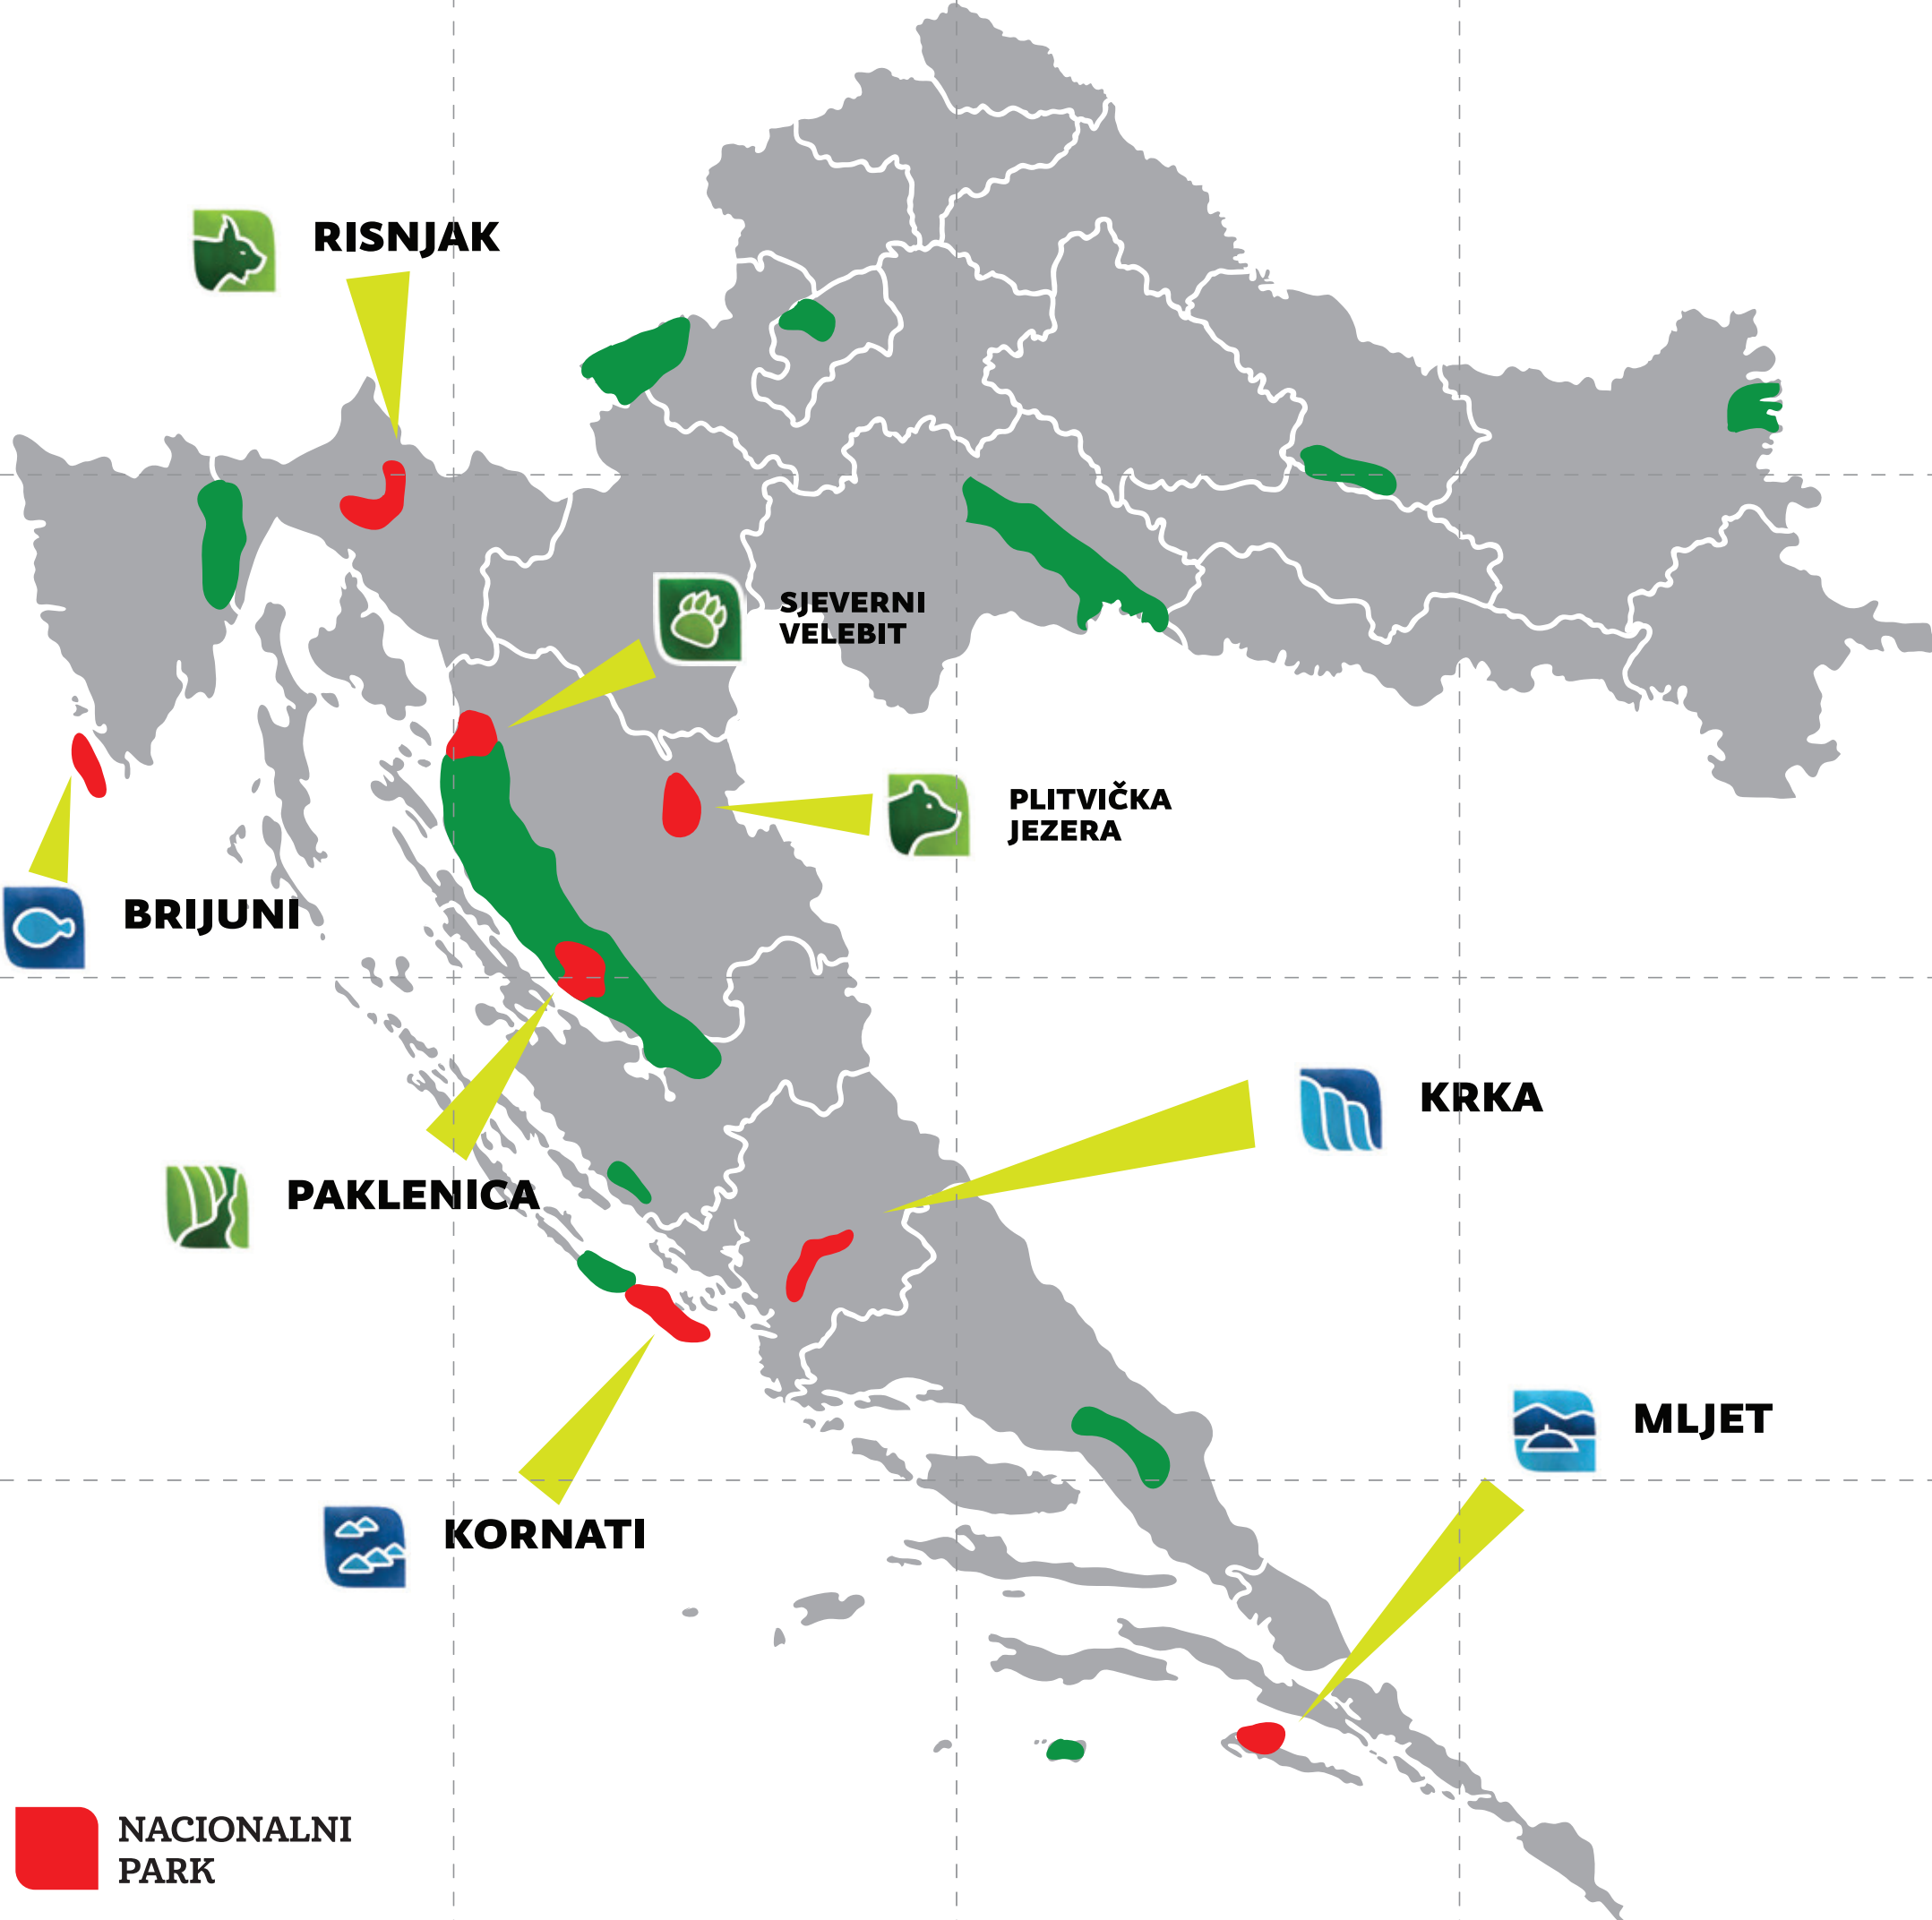 RISNJAK
SJEVERNI
VELEBIT
PLITVIČKA
JEZERA
BRIJUNI
KRKA
PAKLENICA
MLJET
KORNATI
NACIONALNI
PARK